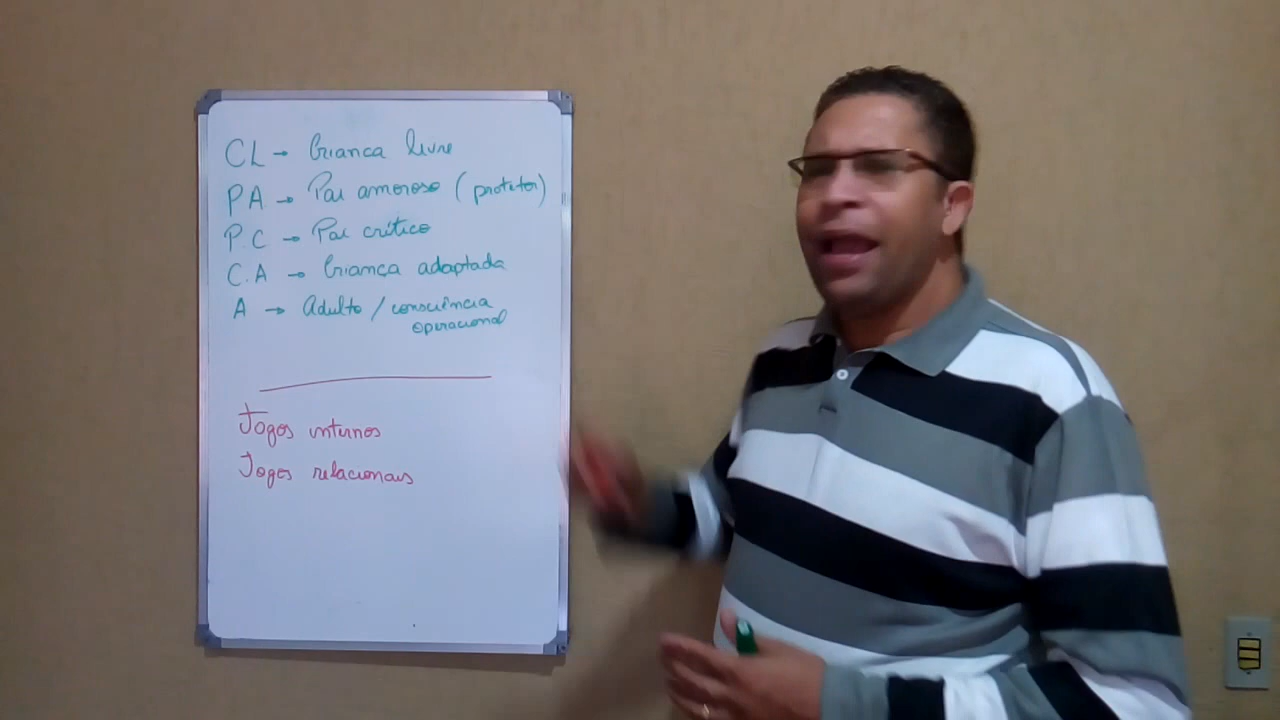 CL → Criança livre
PA → Pai amoroso (protetor)
P.C → Pai crítico
C.A → Criança adaptada
A → Adulto / consciência
operacional
Jogos internos
Jogos relacionais